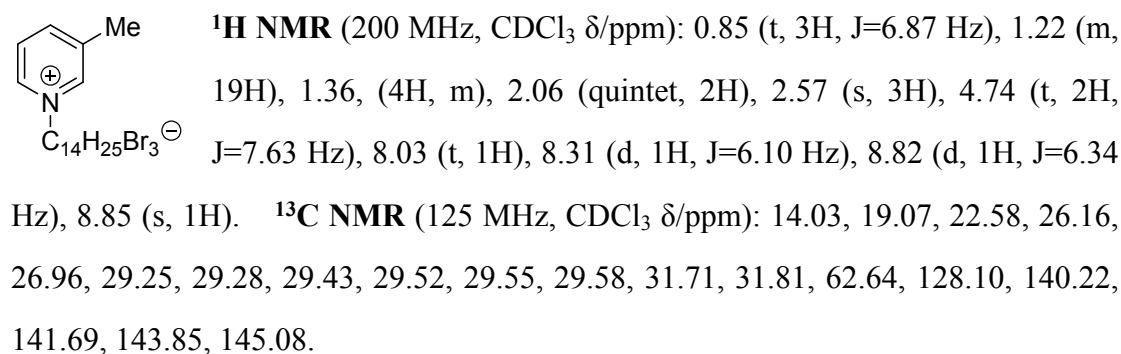 Me
⊕
N
C₁₄H₂₅Br₃⊖
¹H NMR (200 MHz, CDCl₃ δ/ppm): 0.85 (t, 3H, J=6.87 Hz), 1.22 (m,
19H), 1.36, (4H, m), 2.06 (quintet, 2H), 2.57 (s, 3H), 4.74 (t, 2H,
J=7.63 Hz), 8.03 (t, 1H), 8.31 (d, 1H, J=6.10 Hz), 8.82 (d, 1H, J=6.34
Hz), 8.85 (s, 1H). ¹³C NMR (125 MHz, CDCl₃ δ/ppm): 14.03, 19.07, 22.58, 26.16,
26.96, 29.25, 29.28, 29.43, 29.52, 29.55, 29.58, 31.71, 31.81, 62.64, 128.10, 140.22,
141.69, 143.85, 145.08.